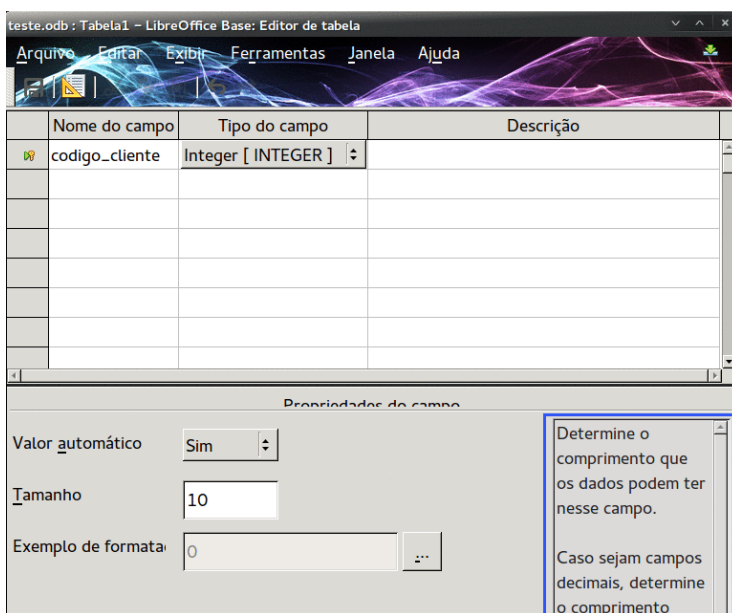 teste.odb : Tabela1 – LibreOffice Base: Editor de tabela
Arquivo Editar Exibir Ferramentas Janela Ajuda
Nome do campo Tipo do campo Descrição
codigo_cliente Integer [ INTEGER ]
Propriedades do campo
Valor automático Sim
Tamanho 10
Exemplo de formata 0 ...
Determine o
comprimento que
os dados podem ter
nesse campo.
Caso sejam campos
decimais, determine
o comprimento